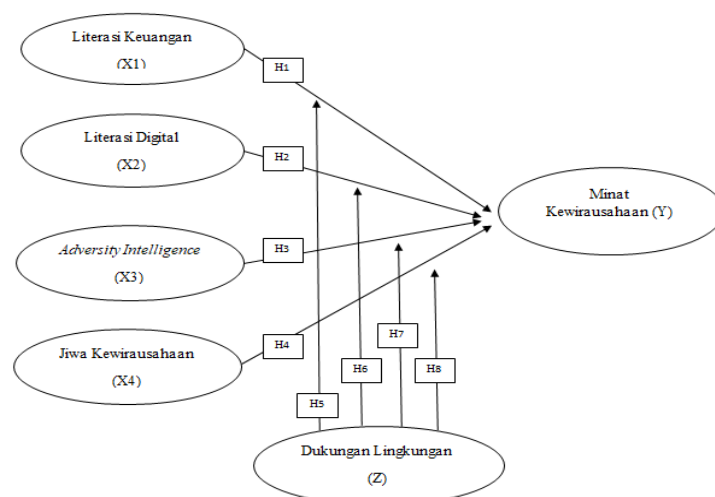 Literasi Keuangan
(X1)
H1
Literasi Digital
(X2)
H2
Minat
Kewirausahaan (Y)
Adversity Intelligence
(X3)
H3
Jiwa Kewirausahaan
(X4)
H4
H7
H6
H8
H5
Dukungan Lingkungan
(Z)